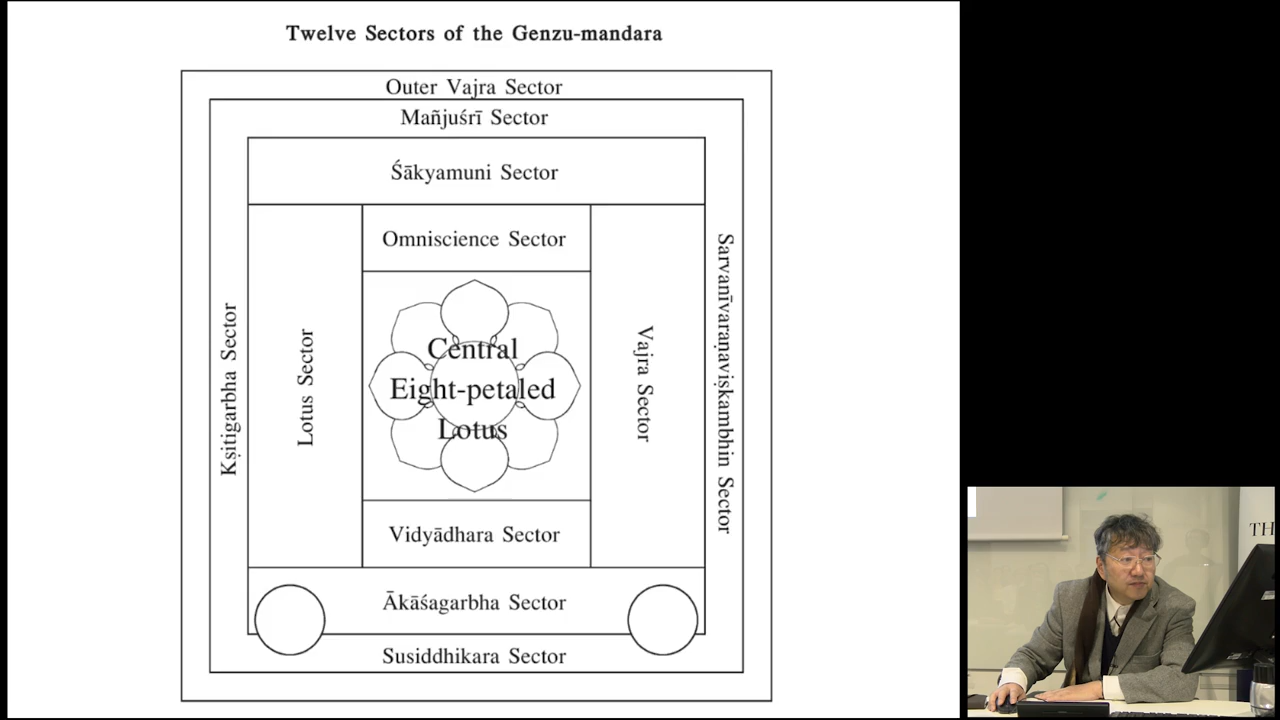 Twelve Sectors of the Genzu-mandara
Outer Vajra Sector
Mañjuśrī Sector
Śākyamuni Sector
Omniscience Sector
Kṣitigarbha Sector
Lotus Sector
Central
Eight-petaled
Lotus
Vajra Sector
Sarvanīvaraṇaviṣkambhin Sector
Vidyādhara Sector
Ākāśagarbha Sector
Susiddhikara Sector
TH